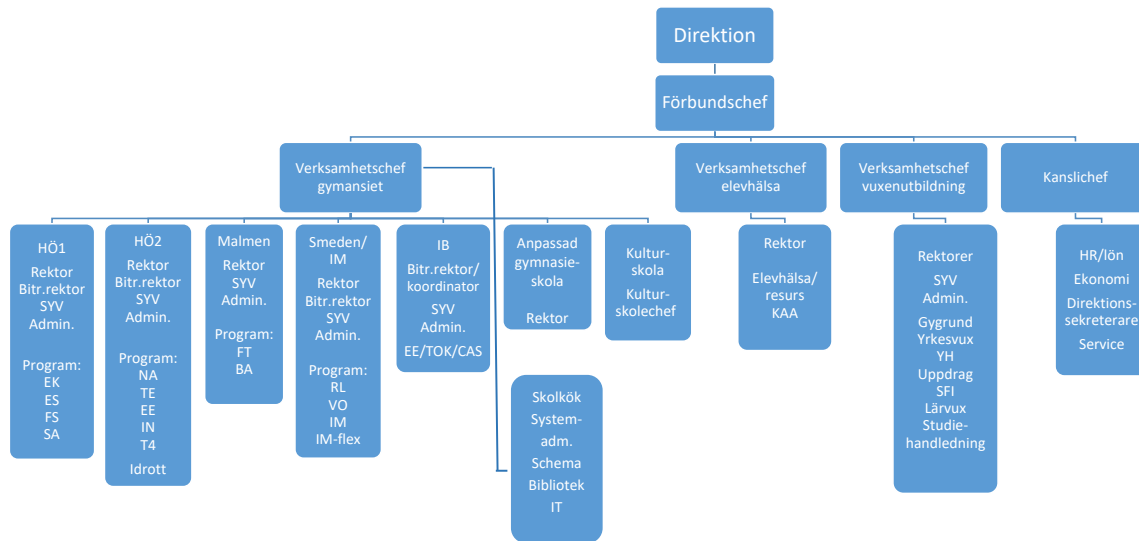 Direktion
Förbundschef
Verksamhetschef
gymansiet
Verksamhetschef
elevhälsa
Verksamhetschef
vuxenutbildning
Kanslichef
HÖ1
Rektor
Bitr.rektor
SYV
Admin.
Program:
EK
ES
FS
SA
HÖ2
Rektor
Bitr.rektor
SYV
Admin.
Program:
NA
TE
EE
IN
T4
Idrott
Malmen
Rektor
SYV
Admin.
Program:
FT
BA
Smeden/
IM
Rektor
Bitr.rektor
SYV
Admin.
Program:
RL
VO
IM
IM-flex
IB
Bitr.rektor/
koordinator
SYV
Admin.
EE/TOK/CAS
Anpassad
gymnasie-
skola
Rektor
Kultur-
skola
Kultur-
skolechef
Skolkök
System-
adm.
Schema
Bibliotek
IT
Rektor
Elevhälsa/
resurs
KAA
Rektorer
SYV
Admin.
Gygrund
Yrkesvux
YH
Uppdrag
SFI
Lärvux
Studie-
handledning
HR/lön
Ekonomi
Direktions-
sekreterare
Service